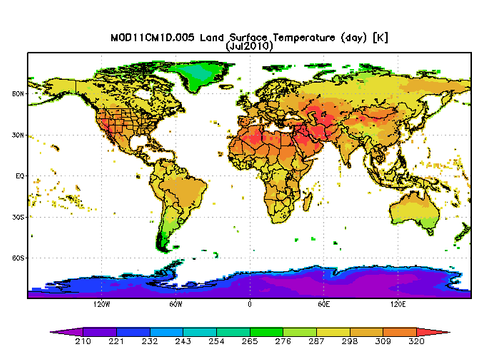 MOD11CM1D.005 Land Surface Temperature (day) [K]
(Jul2010)
60N
30N
EQ
30S
60S
120W 60W 0 60E 120E
210 221 232 243 254 265 276 287 298 309 320